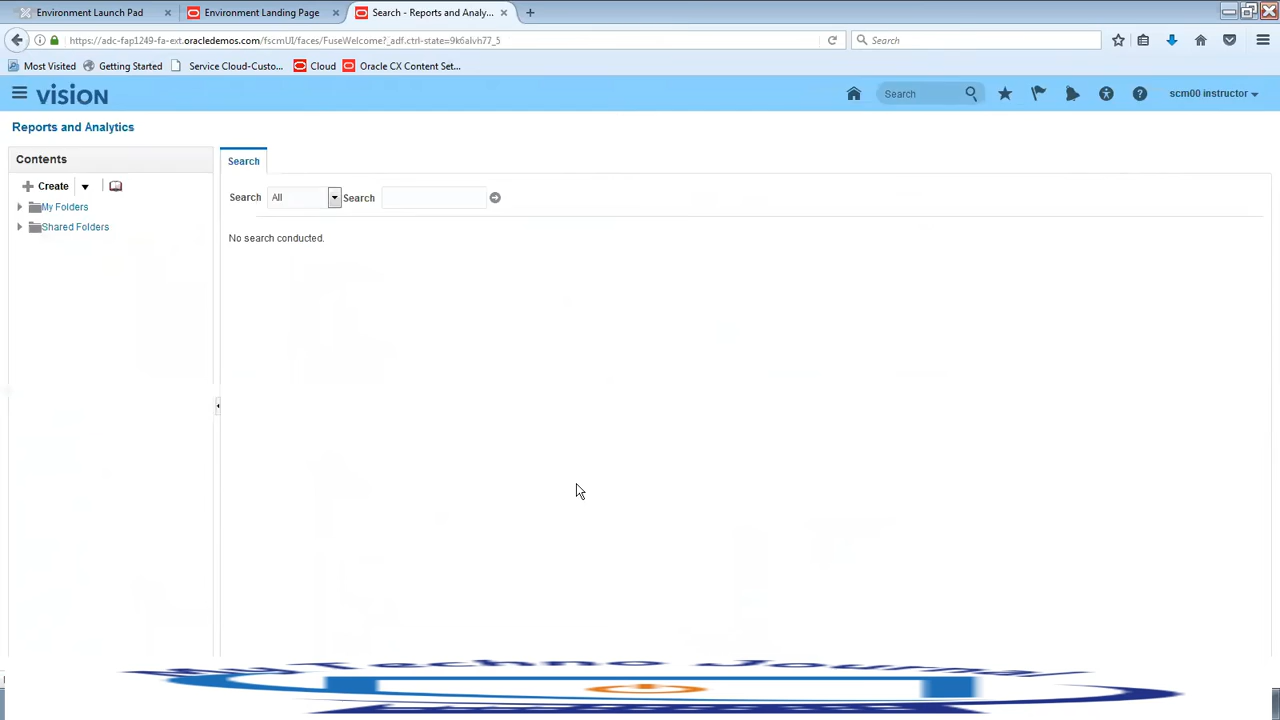 Environment Launch Pad
Environment Landing Page
Search - Reports and Analy...
https://adc-fap1249-fa-ext.oracledemos.com/fscmUI/faces/FuseWelcome?_adf.ctrl-state=9k6alvh77_5
Search
Most Visited
Getting Started
Service Cloud-Custo...
Cloud
Oracle CX Content Set...
VISION
Search
scm00 instructor
Reports and Analytics
Contents
Search
Create
Search All Search
My Folders
Shared Folders
No search conducted.
My Techno Journal